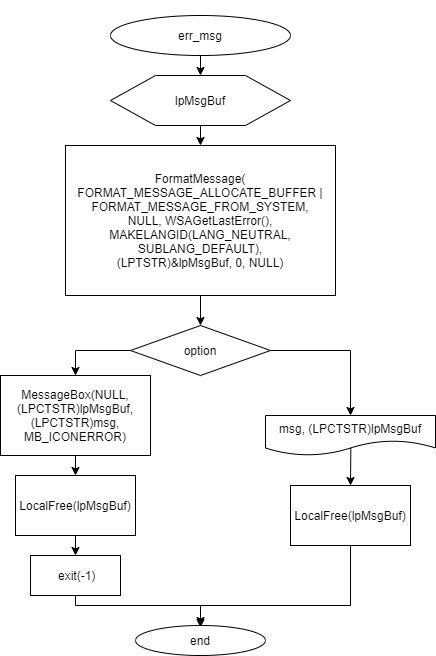 err_msg
lpMsgBuf
FormatMessage(
FORMAT_MESSAGE_ALLOCATE_BUFFER |
FORMAT_MESSAGE_FROM_SYSTEM,
NULL, WSAGetLastError(),
MAKELANGID(LANG_NEUTRAL,
SUBLANG_DEFAULT),
(LPTSTR)&lpMsgBuf, 0, NULL)
option
MessageBox(NULL,
(LPCTSTR)lpMsgBuf,
(LPCTSTR)msg,
MB_ICONERROR)
msg, (LPCTSTR)lpMsgBuf
LocalFree(lpMsgBuf)
LocalFree(lpMsgBuf)
exit(-1)
end